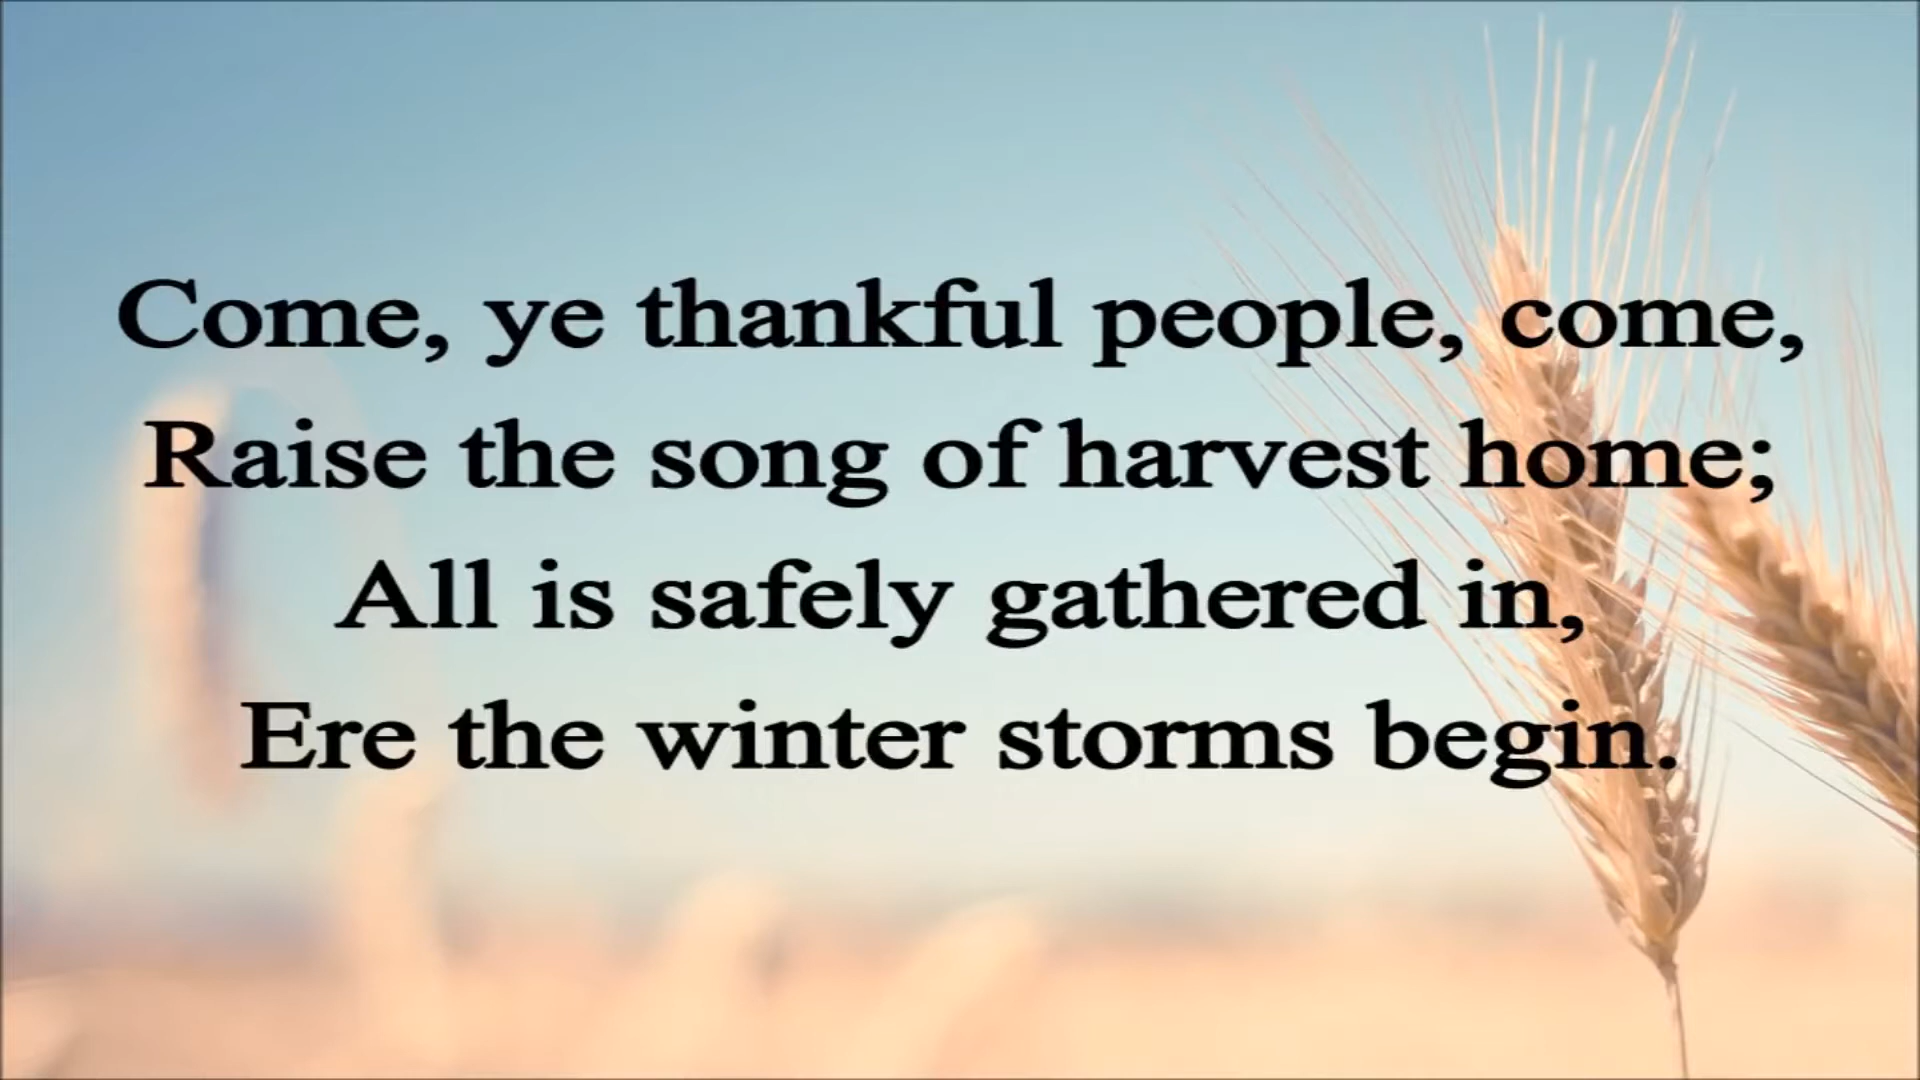 Come, ye thankful people, come,
Raise the song of harvest home;
All is safely gathered in,
Ere the winter storms begin.